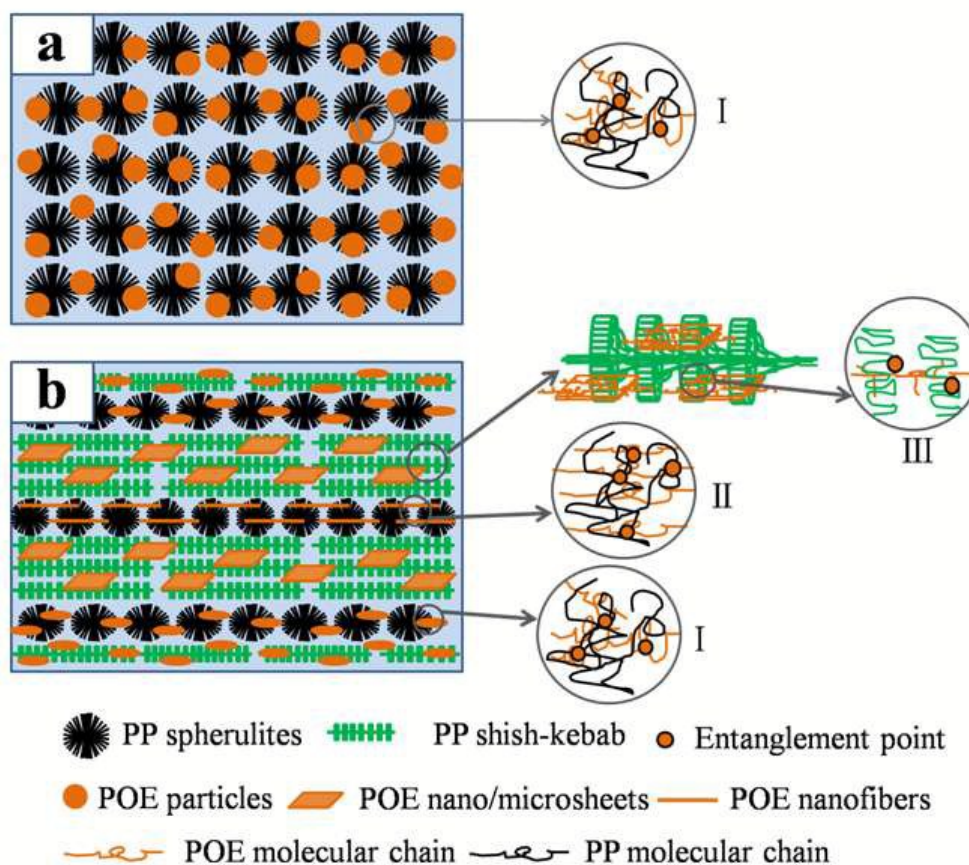 a
I
b
III
II
I
PP spherulites PP shish-kebab Entanglement point
POE particles POE nano/microsheets POE nanofibers
POE molecular chain PP molecular chain